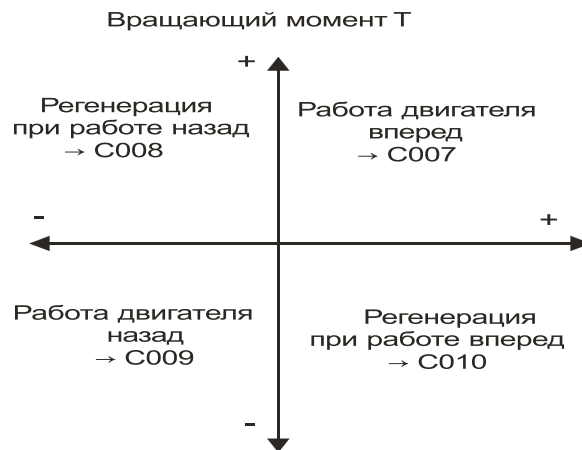 Вращающий момент T
+
Регенерация
при работе назад
→ C008
Работа двигателя
вперед
→ C007
-
+
Работа двигателя
назад
→ C009
Регенерация
при работе вперед
→ C010
-